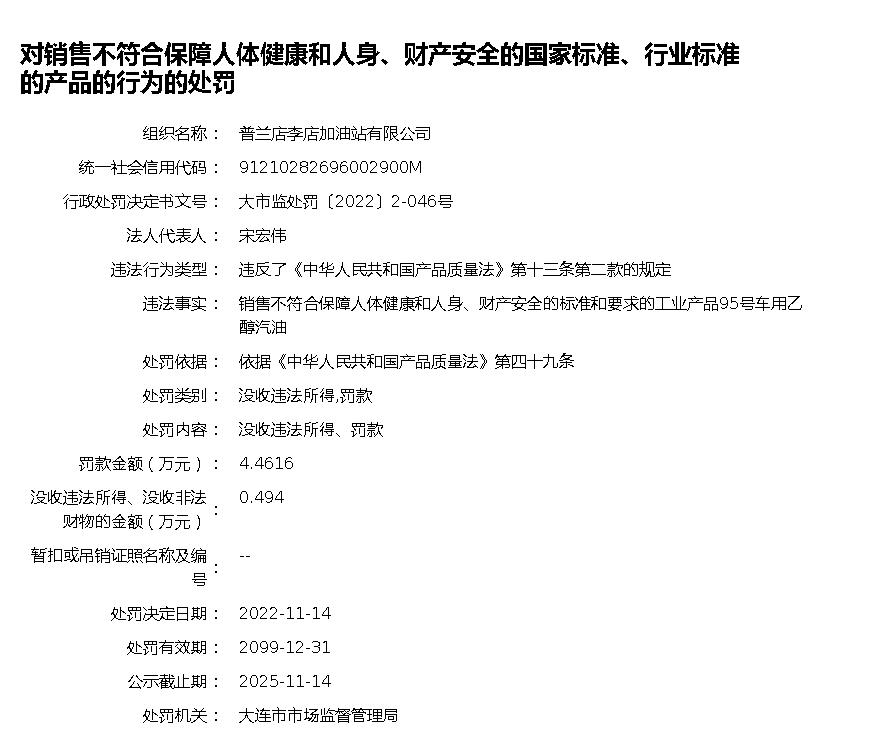 对销售不符合保障人体健康和人身、财产安全的国家标准、行业标准
的产品的行为的处罚
组织名称： 普兰店李店加油站有限公司
统一社会信用代码： 91210282696002900M
行政处罚决定书文号： 大市监处罚〔2022〕2-046号
法人代表人： 宋宏伟
违法行为类型： 违反了《中华人民共和国产品质量法》第十三条第二款的规定
违法事实： 销售不符合保障人体健康和人身、财产安全的标准和要求的工业产品95号车用乙
醇汽油
处罚依据： 依据《中华人民共和国产品质量法》第四十九条
处罚类别： 没收违法所得,罚款
处罚内容： 没收违法所得、罚款
罚款金额（万元）： 4.4616
没收违法所得、没收非法
财物的金额（万元）： 0.494
暂扣或吊销证照名称及编
号： --
处罚决定日期： 2022-11-14
处罚有效期： 2099-12-31
公示截止期： 2025-11-14
处罚机关： 大连市市场监督管理局